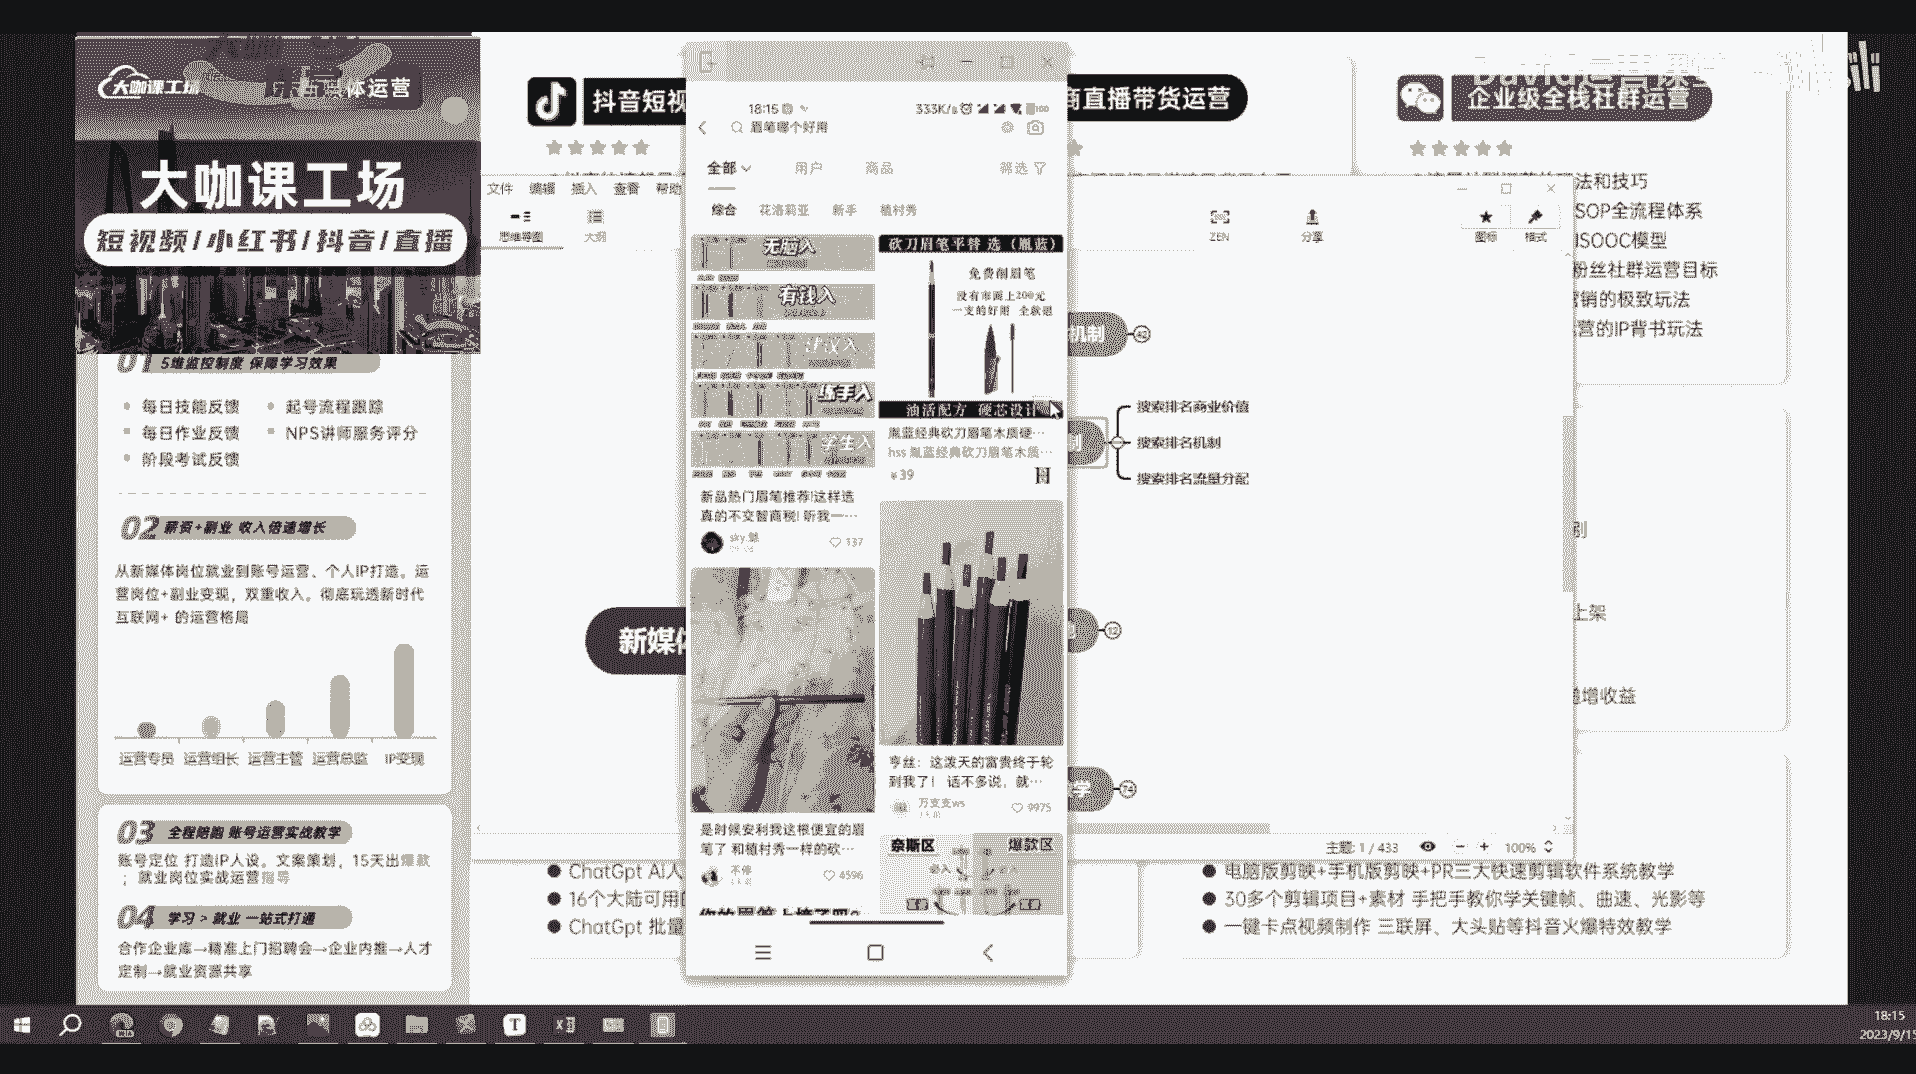 大咖课工场
媒体运营
大咖课工场
短视频/小红书/抖音/直播
01 5维监控制度 保障学习效果
每日技能反馈
起号流程跟踪
每日作业反馈
NPS讲师服务评分
阶段考试反馈
02 薪资+副业 收入倍速增长
从新媒体岗位就业到账号运营、个人IP打造。运
营岗位+副业变现，双重收入。彻底玩透新时代
互联网+ 的运营格局
运营专员 运营组长 运营主管 运营总监 IP变现
03 全程陪跑 账号运营实战教学
账号定位 打造IP人设。文案策划，15天出爆款
；就业岗位实战运营指导
04 学习 > 就业 一站式打通
合作企业库→精准上门招聘会→企业内推→人才
定制→就业资源共享
抖音短视
商直播带货运营
企业级全栈社群运营
法和技巧
SOP全流程体系
ISOOC模型
粉丝社群运营目标
营销的极致玩法
营的IP背书玩法
上架
递增收益
文件 编辑 插入 查看 帮助
思维导图 大纲
ZEN 分享 图标 格式
机制 42
制
搜索排名商业价值
搜索排名机制
搜索排名流量分配
新媒体
12
学 74
主题: 1 / 433
100%
18:15
333K/s
100
眉笔哪个好用
全部 用户 商品 筛选
综合 花洛莉亚 新手 植村秀
无脑入
有钱入
建议入
练手入
学生入
新品热门眉笔推荐!这样选
真的不交智商税! 听我一…
sky.魅
137
砍刀眉笔平替 选（胤蓝）
免费削眉笔
没有市面上200元
一支的好用 全款退
油活配方 硬芯设计
胤蓝经典砍刀眉笔木质硬…
hss 胤蓝经典砍刀眉笔木质…
¥39
是时候安利我这根便宜的眉
笔了 和植村秀一样的砍…
不停
4596
亨丝：这泼天的富贵终于轮
到我了！ 话不多说，就…
万支支ws
9975
奈斯区
爆款区
ChatGpt AI人
16个大陆可用的
ChatGpt 批量
电脑版剪映+手机版剪映+PR三大快速剪辑软件系统教学
30多个剪辑项目+素材 手把手教你学关键帧、曲速、光影等
一键卡点视频制作 三联屏、大头贴等抖音火爆特效教学
18:15
2023/9/15